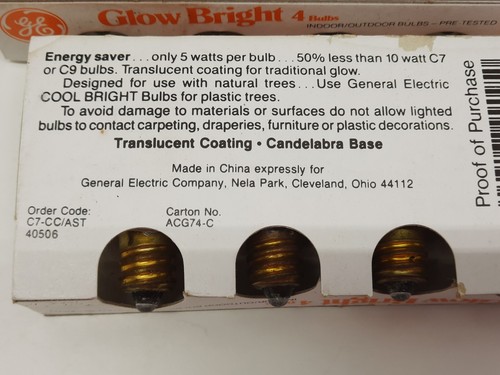 GE Glow Bright 4 Bulbs
INDOOR/OUTDOOR BULBS - PRE-TESTED
Energy saver...only 5 watts per bulb...50% less than 10 watt C7
or C9 bulbs. Translucent coating for traditional glow.
Designed for use with natural trees...Use General Electric
COOL BRIGHT Bulbs for plastic trees.
To avoid damage to materials or surfaces do not allow lighted
bulbs to contact carpeting, draperies, furniture or plastic decorations.
Translucent Coating • Candelabra Base
Made in China expressly for
General Electric Company, Nela Park, Cleveland, Ohio 44112
Order Code:
C7-CC/AST
40506
Carton No.
ACG74-C
Proof of Purchase
Glow Bright 4